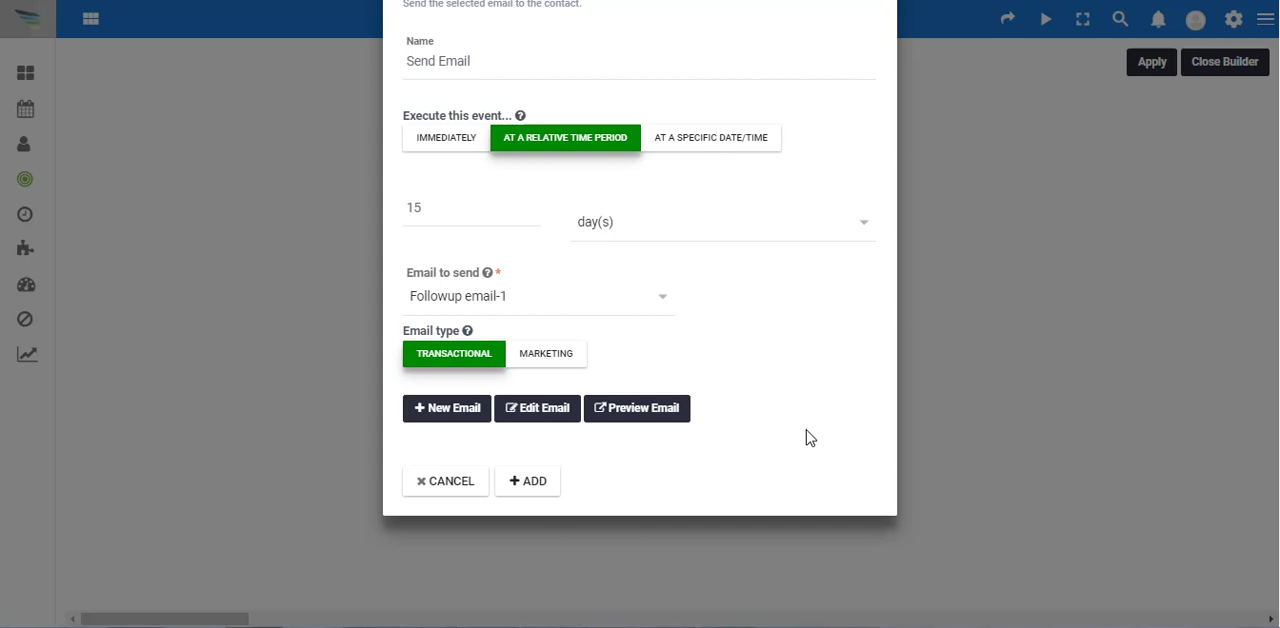 Send the selected email to the contact.
Name
Send Email
Apply
Close Builder
Execute this event...
IMMEDIATELY
AT A RELATIVE TIME PERIOD
AT A SPECIFIC DATE/TIME
15
day(s)
Email to send *
Followup email-1
Email type
TRANSACTIONAL
MARKETING
+ New Email
Edit Email
Preview Email
× CANCEL
+ ADD